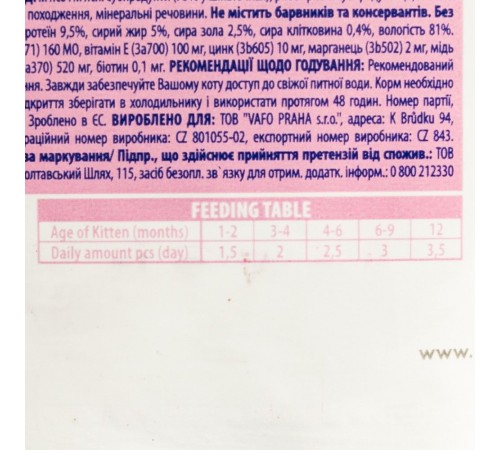 походження, мінеральні речовини. Не містить барвників та консервантів. Без
ротеїн 9,5%, сирий жир 5%, сира зола 2,5%, сира клітковина 0,4%, вологість 81%.
71) 160 МО, вітамін Е (3а700) 100 мг, цинк (3b605) 10 мг, марганець (3b502) 2 мг, мідь
а370) 520 мг, біотин 0,1 мг. РЕКОМЕНДАЦІЇ ЩОДО ГОДУВАННЯ: Рекомендований
ння. Завжди забезпечуйте Вашому коту доступ до свіжої питної води. Корм необхідно
дкриття зберігати в холодильнику і використати протягом 48 годин. Номер партії,
Зроблено в ЄС. ВИРОБЛЕНО ДЛЯ: ТОВ "VAFO PRAHA s.r.o.", адреса: K Brůdku 94,
раційний номер виробника: CZ 801055-02, експортний номер виробника: CZ 843.
ва маркування/ Підпр., що здійснює прийняття претензій від спожив.: ТОВ
олтавський Шлях, 115, засіб безопл. зв`язку для отрим. додатк. інформ.: 0 800 212330
FEEDING TABLE
Age of Kitten (months) 1-2 3-4 4-6 6-9 12
Daily amount pcs (day) 1,5 2 2,5 3 3,5
www.